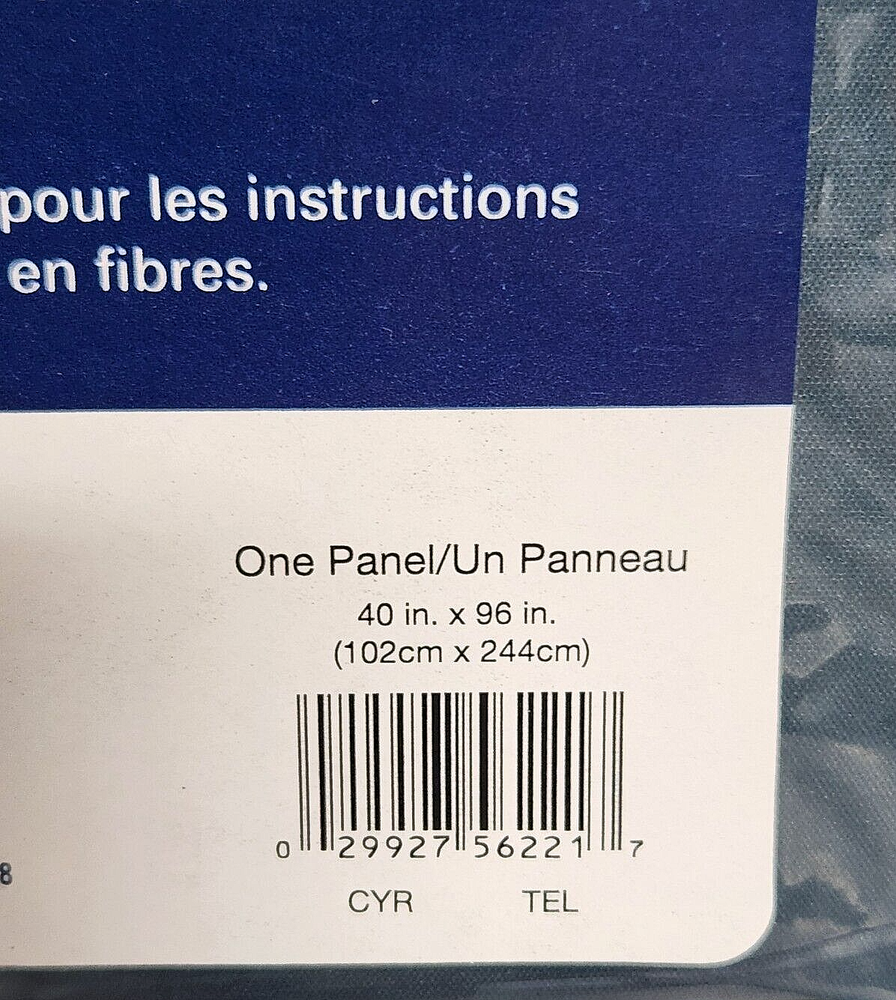 pour les instructions
en fibres.
One Panel/Un Panneau
40 in. x 96 in.
(102cm x 244cm)
0 29927 56221 7
8
CYR TEL